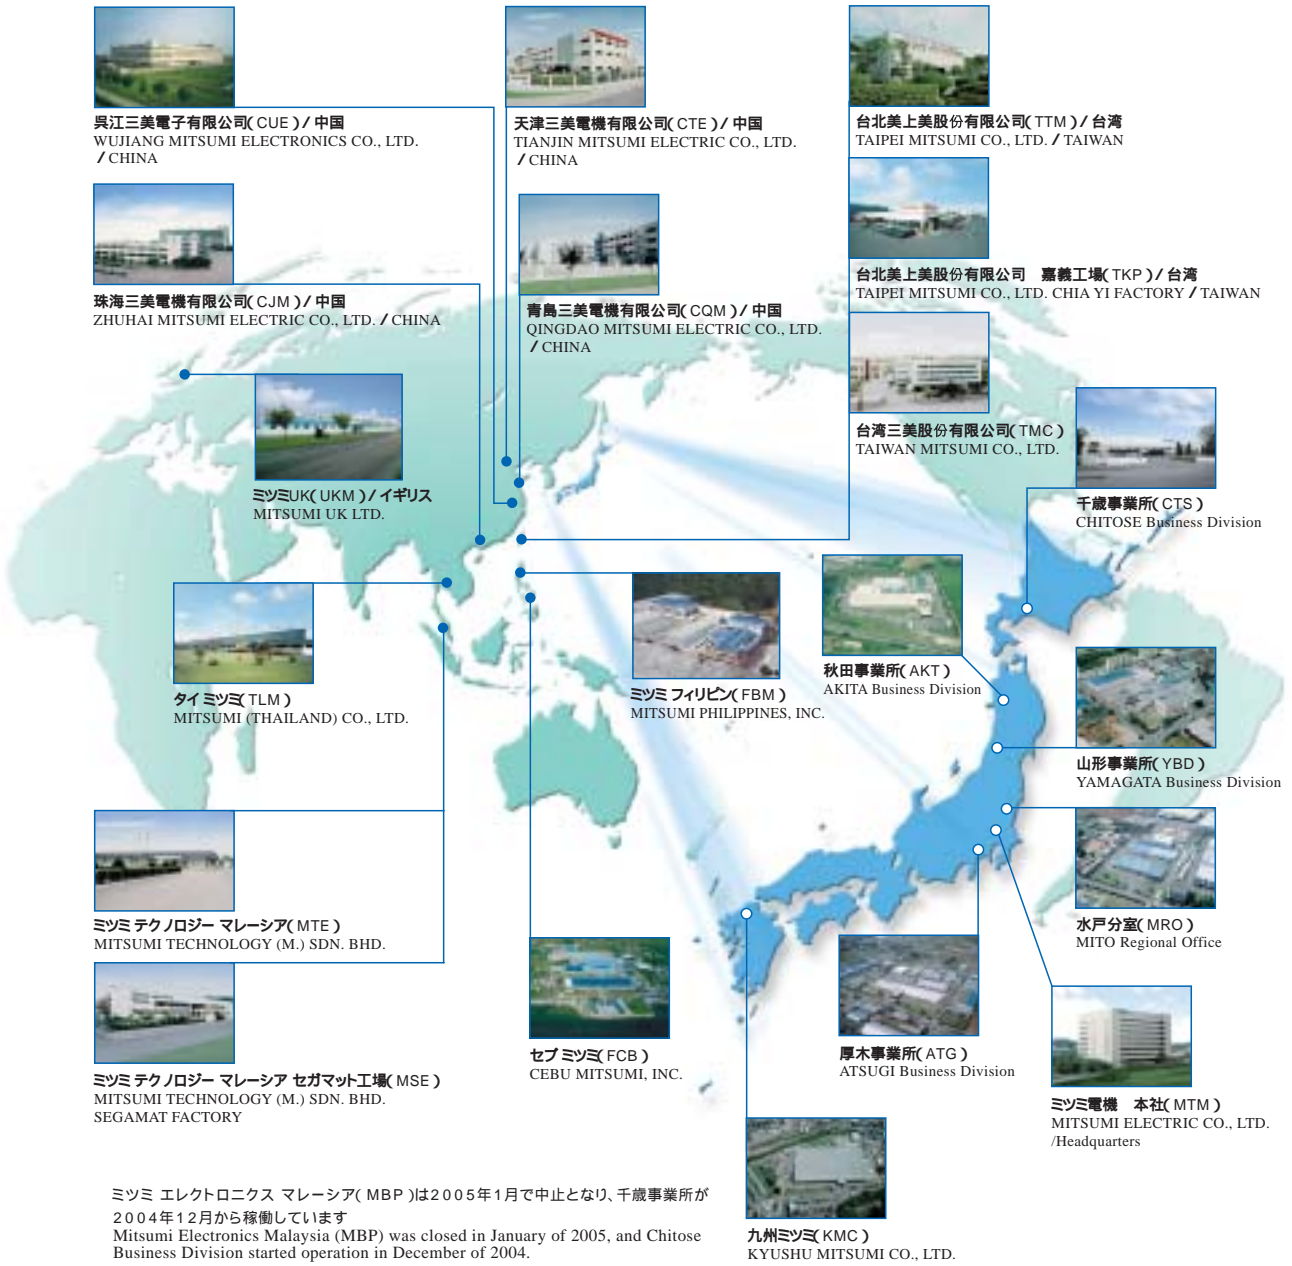 呉江三美電子有限公司( CUE ) / 中国
WUJIANG MITSUMI ELECTRONICS CO., LTD.
/ CHINA
天津三美電機有限公司( CTE ) / 中国
TIANJIN MITSUMI ELECTRIC CO., LTD.
/ CHINA
台北美上美股份有限公司( TTM ) / 台湾
TAIPEI MITSUMI CO., LTD. / TAIWAN
珠海三美電機有限公司( CJM ) / 中国
ZHUHAI MITSUMI ELECTRIC CO., LTD. / CHINA
青島三美電機有限公司( CQM ) / 中国
QINGDAO MITSUMI ELECTRIC CO., LTD.
/ CHINA
台北美上美股份有限公司 嘉義工場( TKP ) / 台湾
TAIPEI MITSUMI CO., LTD. CHIA YI FACTORY / TAIWAN
台湾三美股份有限公司( TMC )
TAIWAN MITSUMI CO., LTD.
ミツミUK( UKM ) / イギリス
MITSUMI UK LTD.
千歳事業所( CTS )
CHITOSE Business Division
タイ ミツミ( TLM )
MITSUMI (THAILAND) CO., LTD.
ミツミ フィリピン( FBM )
MITSUMI PHILIPPINES, INC.
秋田事業所( AKT )
AKITA Business Division
山形事業所( YBD )
YAMAGATA Business Division
ミツミ テクノロジー マレーシア( MTE )
MITSUMI TECHNOLOGY (M.) SDN. BHD.
水戸分室( MRO )
MITO Regional Office
ミツミ テクノロジー マレーシア セガマット工場( MSE )
MITSUMI TECHNOLOGY (M.) SDN. BHD.
SEGAMAT FACTORY
セブ ミツミ( FCB )
CEBU MITSUMI, INC.
厚木事業所( ATG )
ATSUGI Business Division
ミツミ電機 本社( MTM )
MITSUMI ELECTRIC CO., LTD.
/Headquarters
九州ミツミ( KMC )
KYUSHU MITSUMI CO., LTD.
ミツミ エレクトロニクス マレーシア( MBP )は2005年1月で中止となり、千歳事業所が
2004年12月から稼働しています
Mitsumi Electronics Malaysia (MBP) was closed in January of 2005, and Chitose
Business Division started operation in December of 2004.